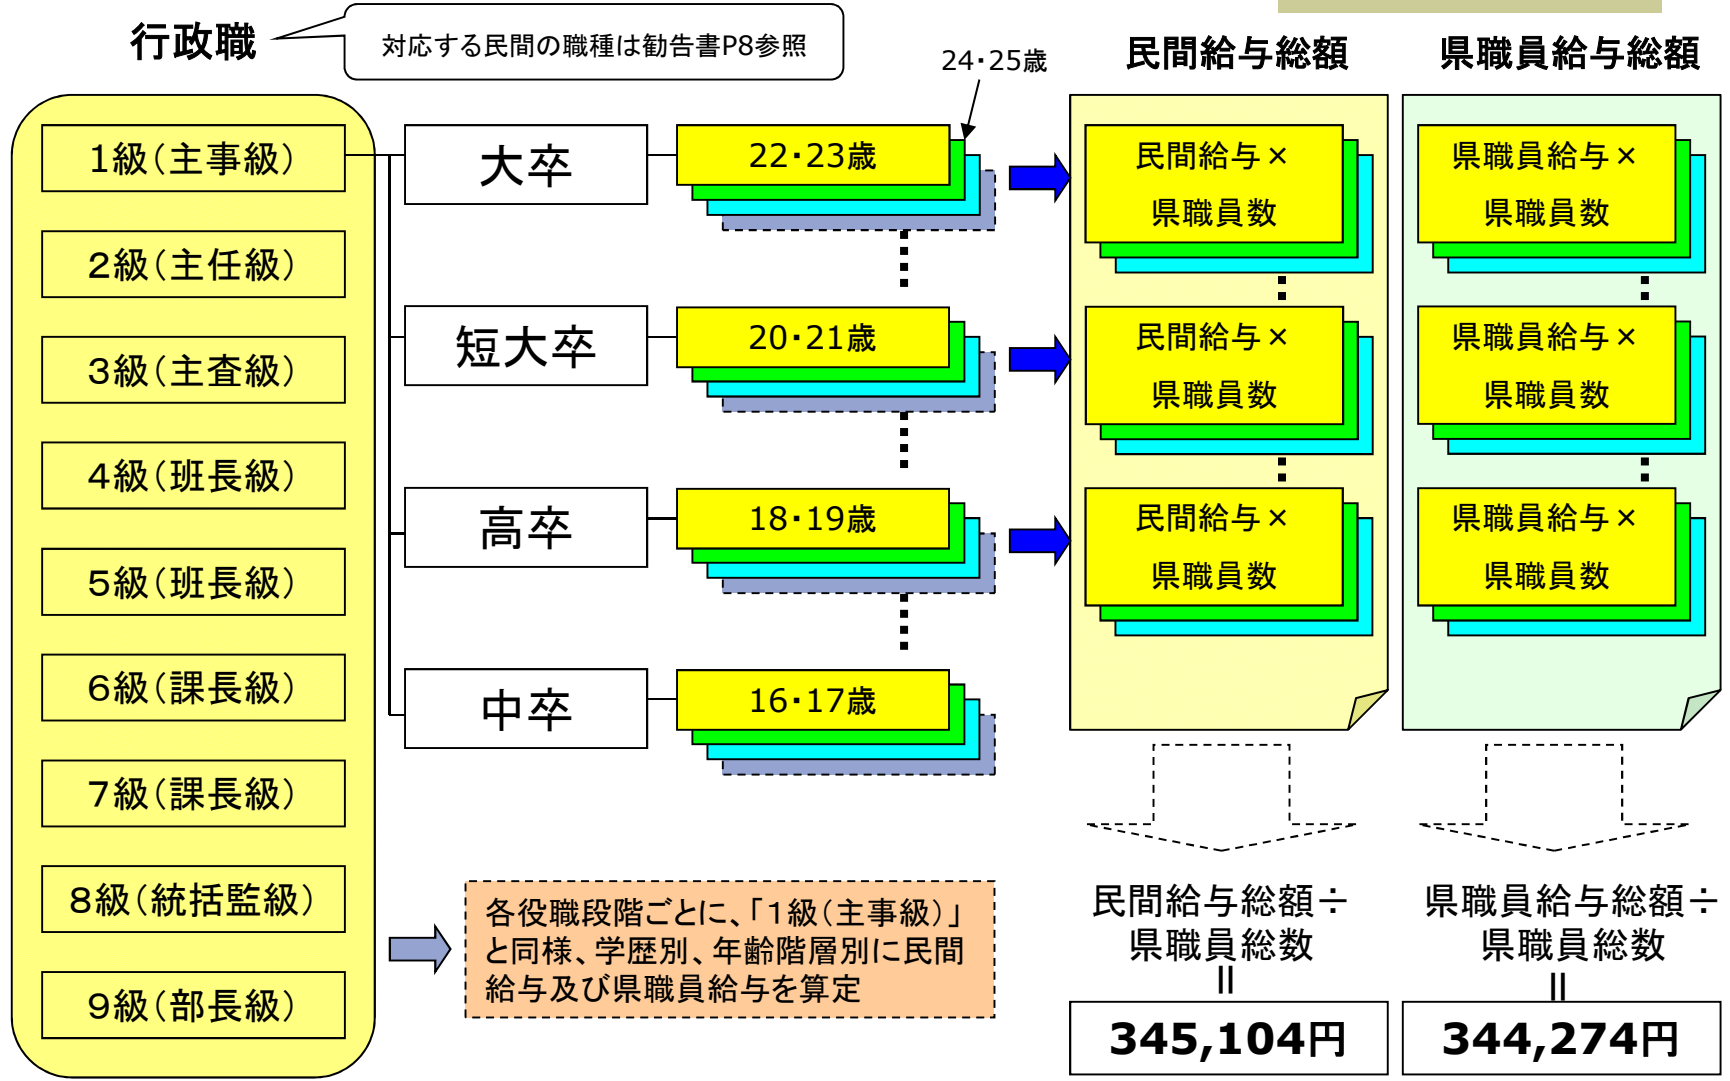 行政職
対応する民間の職種は勧告書P8参照
24・25歳
民間給与総額
県職員給与総額
1級(主事級)
2級(主任級)
3級(主査級)
4級(班長級)
5級(班長級)
6級(課長級)
7級(課長級)
8級(統括監級)
9級(部長級)
大卒
22・23歳
短大卒
20・21歳
高卒
18・19歳
中卒
16・17歳
民間給与×
県職員数
民間給与×
県職員数
民間給与×
県職員数
県職員給与×
県職員数
県職員給与×
県職員数
県職員給与×
県職員数
各役職段階ごとに、「1級(主事級)」
と同様、学歴別、年齢階層別に民間
給与及び県職員給与を算定
民間給与総額÷
県職員総数
=
345,104円
県職員給与総額÷
県職員総数
=
344,274円